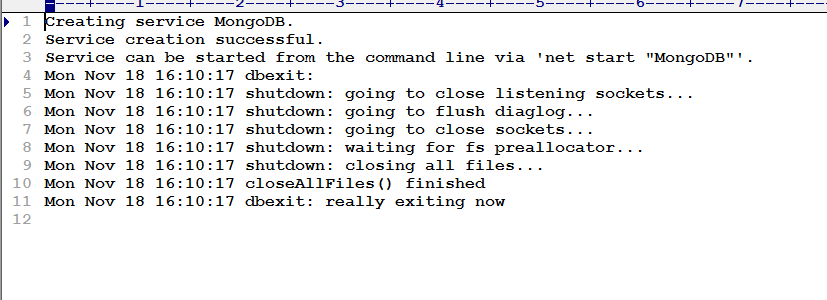 ----+----1----+----2----+----3----+----4----+----5----+----6----+----7----+----
1 Creating service MongoDB.
2 Service creation successful.
3 Service can be started from the command line via 'net start "MongoDB"'.
4 Mon Nov 18 16:10:17 dbexit:
5 Mon Nov 18 16:10:17 shutdown: going to close listening sockets...
6 Mon Nov 18 16:10:17 shutdown: going to flush diaglog...
7 Mon Nov 18 16:10:17 shutdown: going to close sockets...
8 Mon Nov 18 16:10:17 shutdown: waiting for fs preallocator...
9 Mon Nov 18 16:10:17 shutdown: closing all files...
10 Mon Nov 18 16:10:17 closeAllFiles() finished
11 Mon Nov 18 16:10:17 dbexit: really exiting now
12